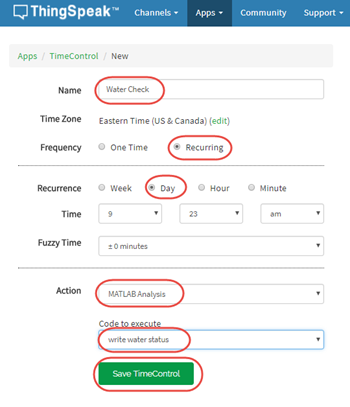 ThingSpeak™ Channels Apps Community Support
Apps / TimeControl / New
Name Water Check
Time Zone Eastern Time (US & Canada) (edit)
Frequency One Time Recurring
Recurrence Week Day Hour Minute
Time 9 23 am
Fuzzy Time ± 0 minutes
Action MATLAB Analysis
Code to execute
write water status
Save TimeControl